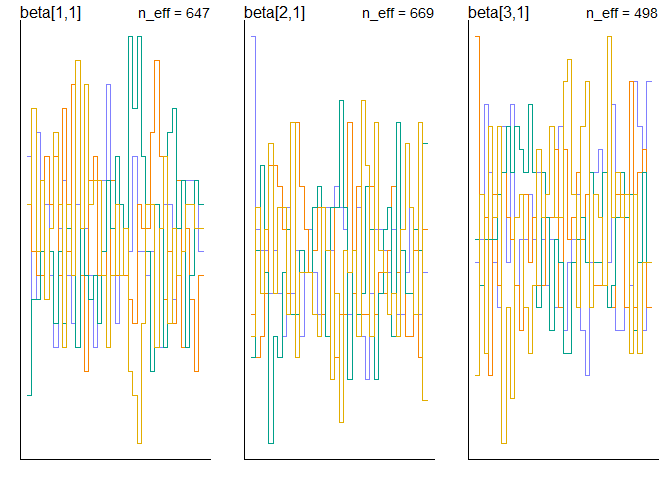 beta[1,1] n_eff = 647
beta[2,1] n_eff = 669
beta[3,1] n_eff = 498